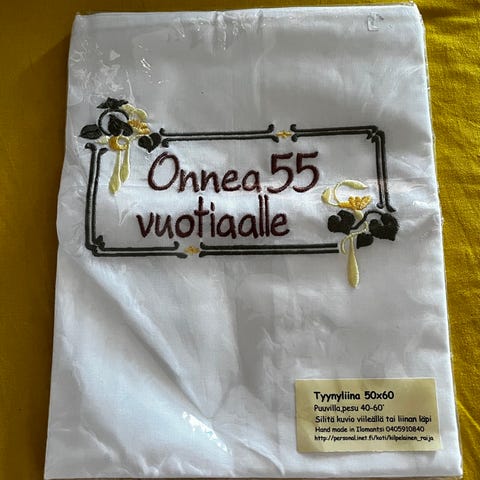 Onnea 55
vuotiaalle
Tyynyliina 50x60
Puuvilla,pesu 40-60°
Silitä kuvio viileällä tai liinan läpi
Hand made in Ilomantsi 0405910840
http://personal.inet.fi/koti/kilpelainen_raija